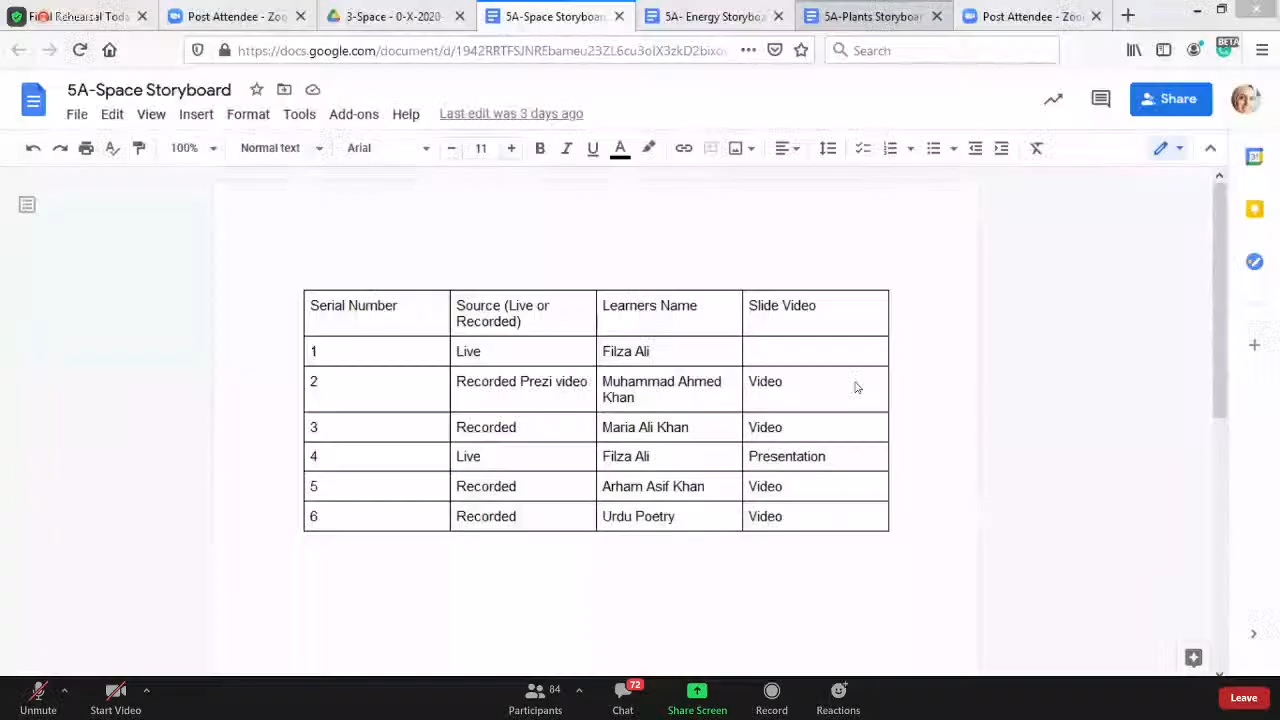 Final Rehearsal Toda
Post Attendee - Zoo
3-Space - 0-X-2020
5A-Space Storyboa
5A- Energy Storyboa
5A-Plants Storyboar
Post Attendee - Zoo
Search
BETA
5A-Space Storyboard
File Edit View Insert Format Tools Add-ons Help Last edit was 3 days ago
Share
100% Normal text Arial 11
Serial Number Source (Live or Recorded) Learners Name Slide Video
1 Live Filza Ali
2 Recorded Prezi video Muhammad Ahmed Khan Video
3 Recorded Maria Ali Khan Video
4 Live Filza Ali Presentation
5 Recorded Arham Asif Khan Video
6 Recorded Urdu Poetry Video
84
72
Unmute Start Video Participants Chat Share Screen Record Reactions Leave